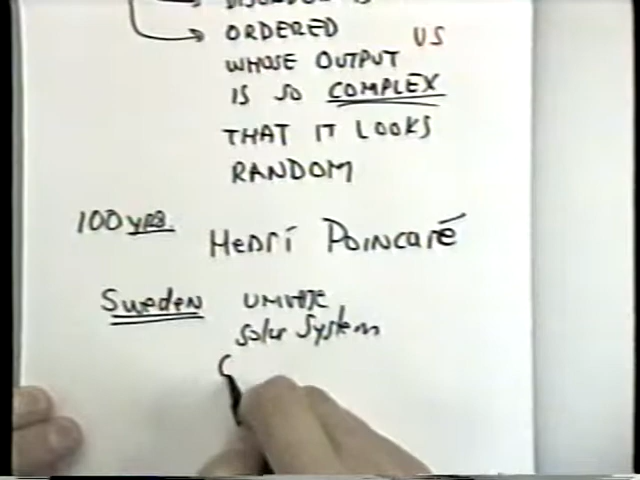 ORDERED US
WHOSE OUTPUT
IS SO COMPLEX
THAT IT LOOKS
RANDOM
100 yrs. Henri Poincaré
Sweden
Solar System